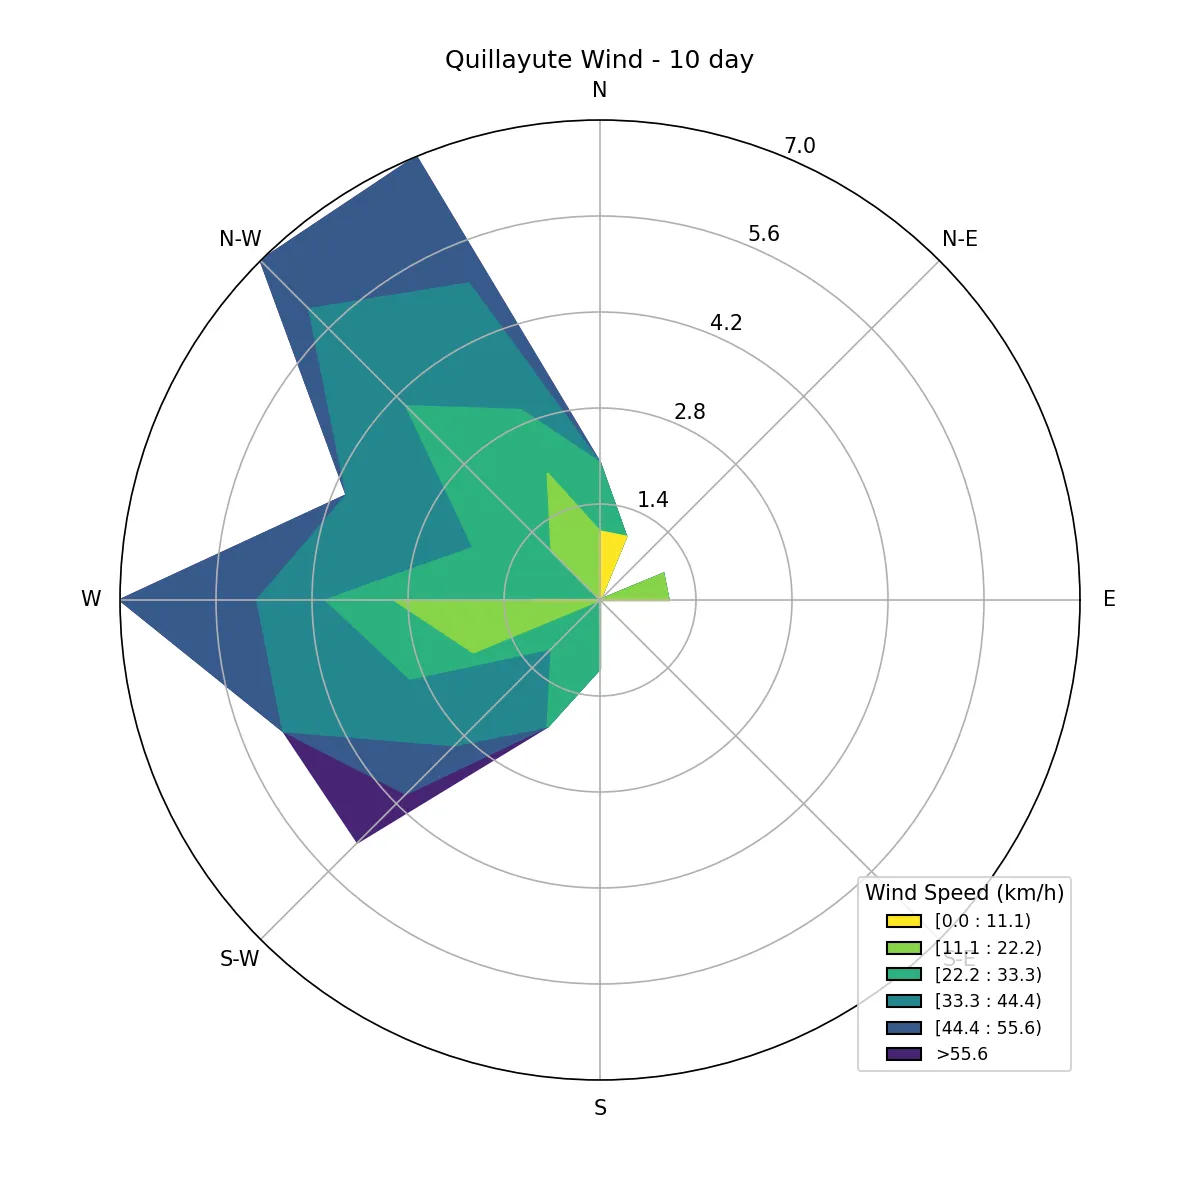 Quillayute Wind - 10 day
N
7.0
5.6
N-W
N-E
4.2
2.8
1.4
W
E
Wind Speed (km/h)
[0.0 : 11.1)
[11.1 : 22.2)
S-W
S-E
[22.2 : 33.3)
[33.3 : 44.4)
[44.4 : 55.6)
>55.6
S